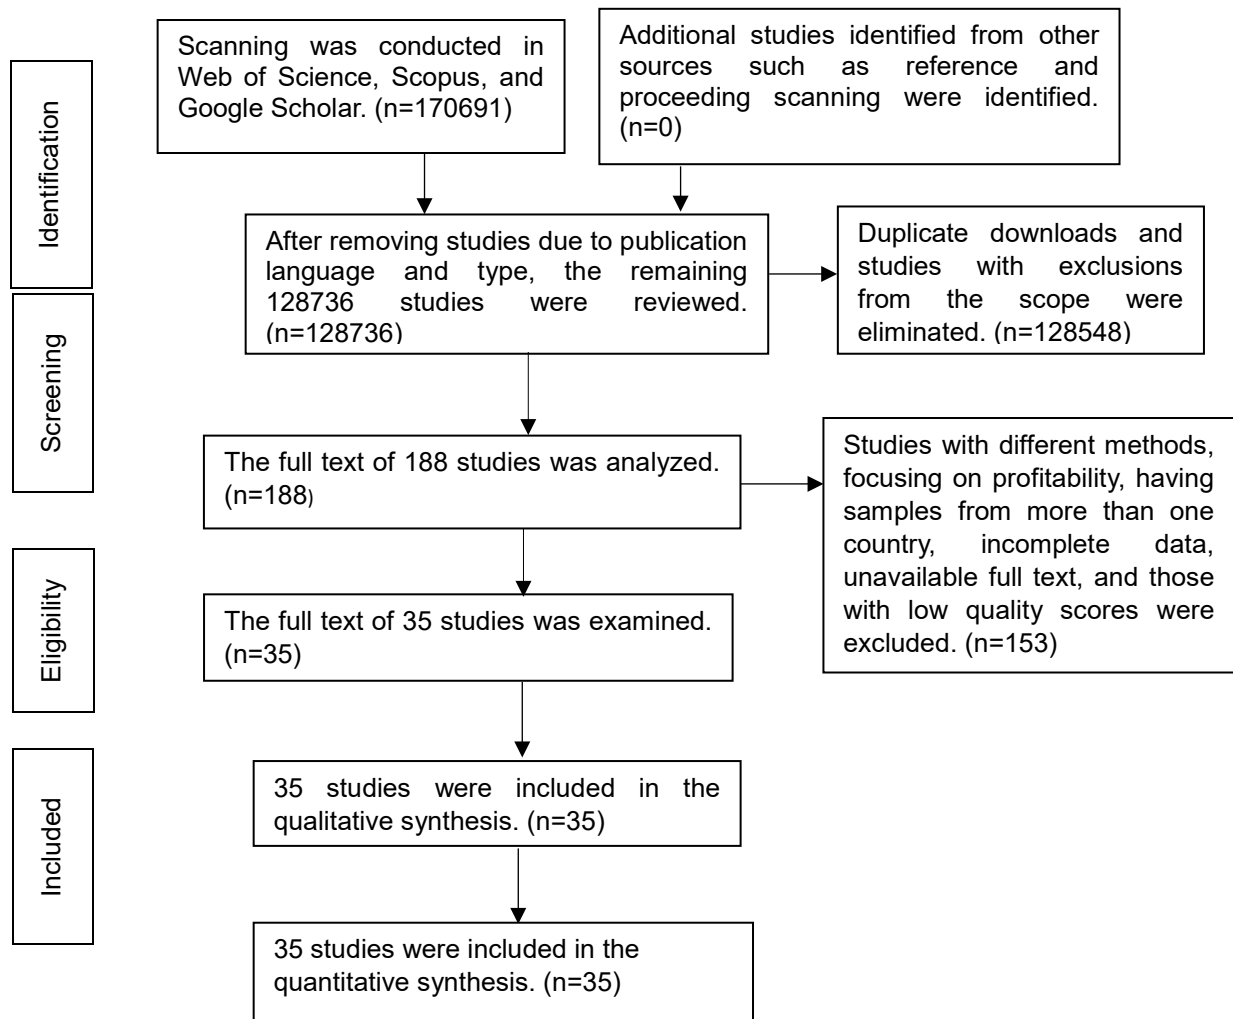 Identification
Scanning was conducted in
Web of Science, Scopus, and
Google Scholar. (n=170691)
Additional studies identified from other
sources such as reference and
proceeding scanning were identified.
(n=0)
After removing studies due to publication
language and type, the remaining
128736 studies were reviewed.
(n=128736)
Duplicate downloads and
studies with exclusions
from the scope were
eliminated. (n=128548)
Screening
The full text of 188 studies was analyzed.
(n=188)
Studies with different methods,
focusing on profitability, having
samples from more than one
country, incomplete data,
unavailable full text, and those
with low quality scores were
excluded. (n=153)
Eligibility
The full text of 35 studies was examined.
(n=35)
Included
35 studies were included in the
qualitative synthesis. (n=35)
35 studies were included in the
quantitative synthesis. (n=35)